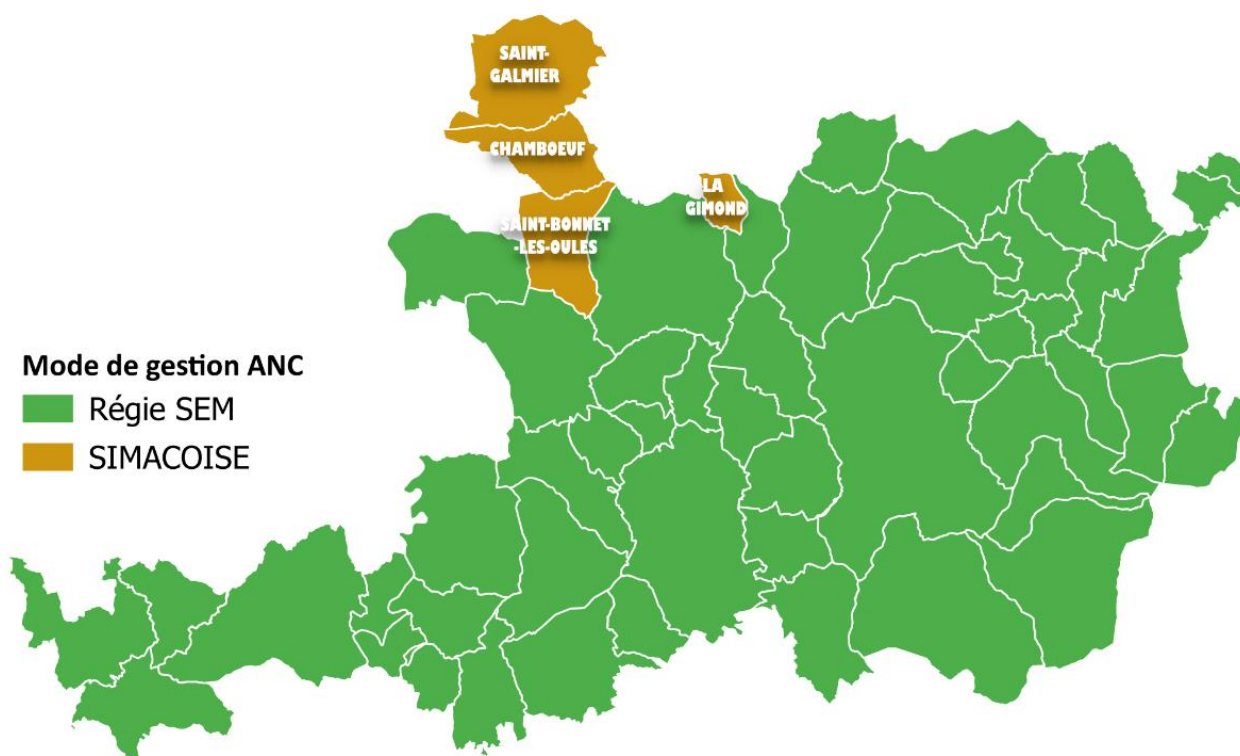 SAINT-
GALMIER
CHAMBOEUF
LA
GIMOND
SAINT-BONNET
-LES-OULES
Mode de gestion ANC
Régie SEM
SIMACOISE